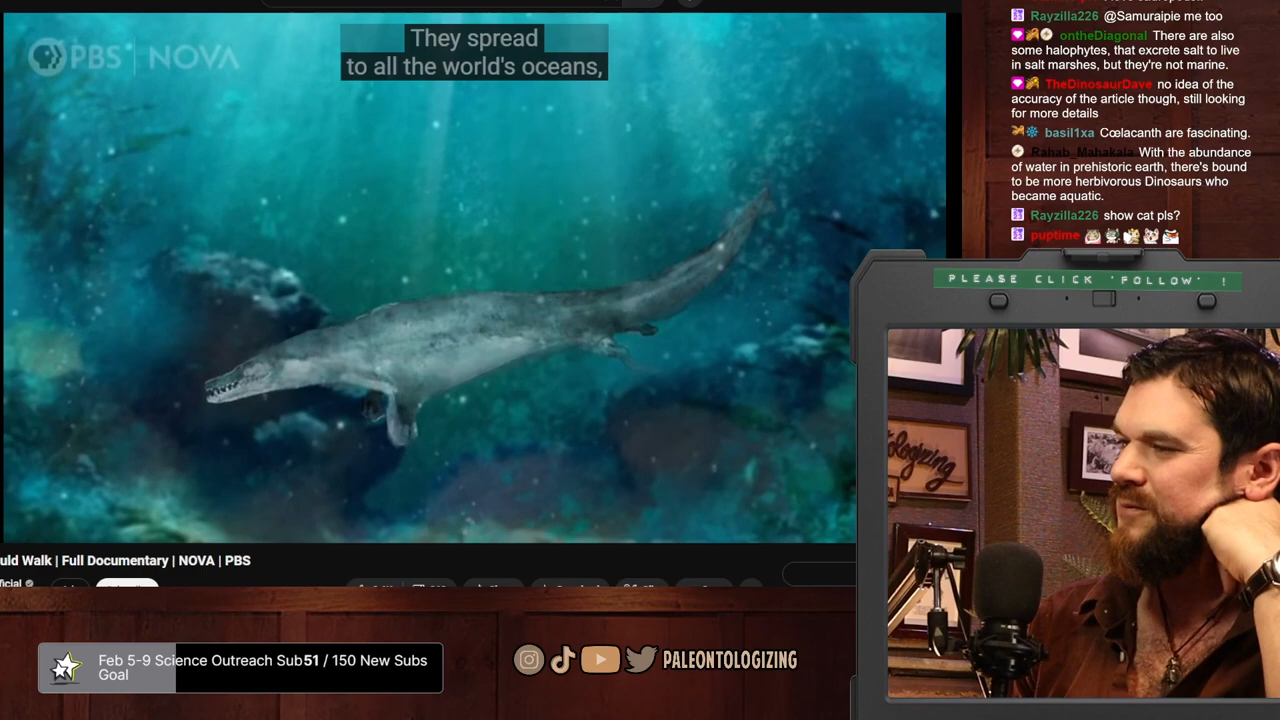 They spread
to all the world's oceans,
PBS | NOVA
uld Walk | Full Documentary | NOVA | PBS
Rayzilla226 @Samuraipie me too
ontheDiagonal There are also
some halophytes, that excrete salt to live
in salt marshes, but they're not marine.
TheDinosaurDave no idea of the
accuracy of the article though, still looking
for more details
basil1xa Cœlacanth are fascinating.
Rahab_Mahakala With the abundance
of water in prehistoric earth, there's bound
to be more herbivorous Dinosaurs who
became aquatic.
Rayzilla226 show cat pls?
puptime
PLEASE CLICK 'FOLLOW' !
ologizing
Feb 5-9 Science Outreach Sub 51 / 150 New Subs
Goal
PALEONTOLOGIZING